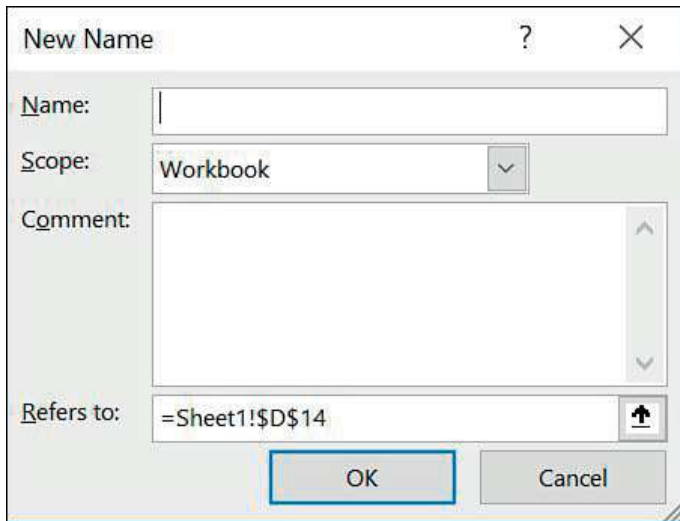 New Name ?
Name:
Scope: Workbook
Comment:
Refers to: =Sheet1!$D$14
OK Cancel